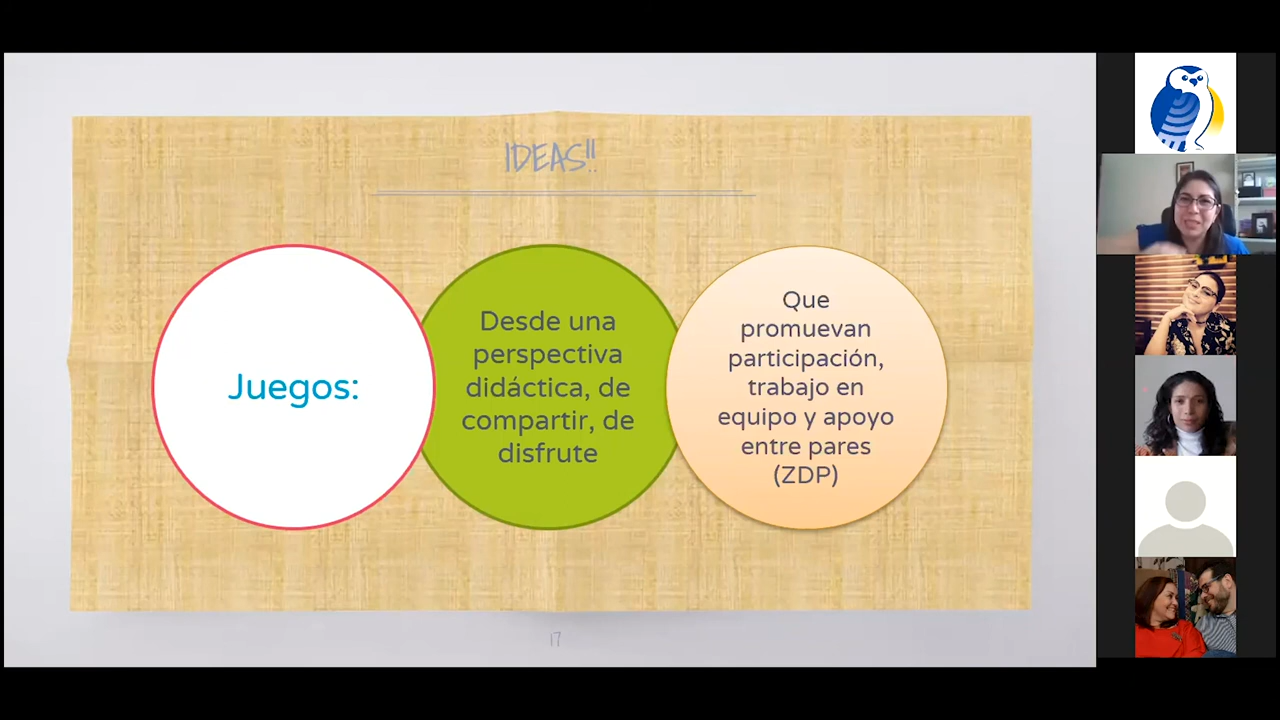 IDEAS!!
Juegos:
Desde una
perspectiva
didáctica, de
compartir, de
disfrute
Que
promuevan
participación,
trabajo en
equipo y apoyo
entre pares
(ZDP)
17